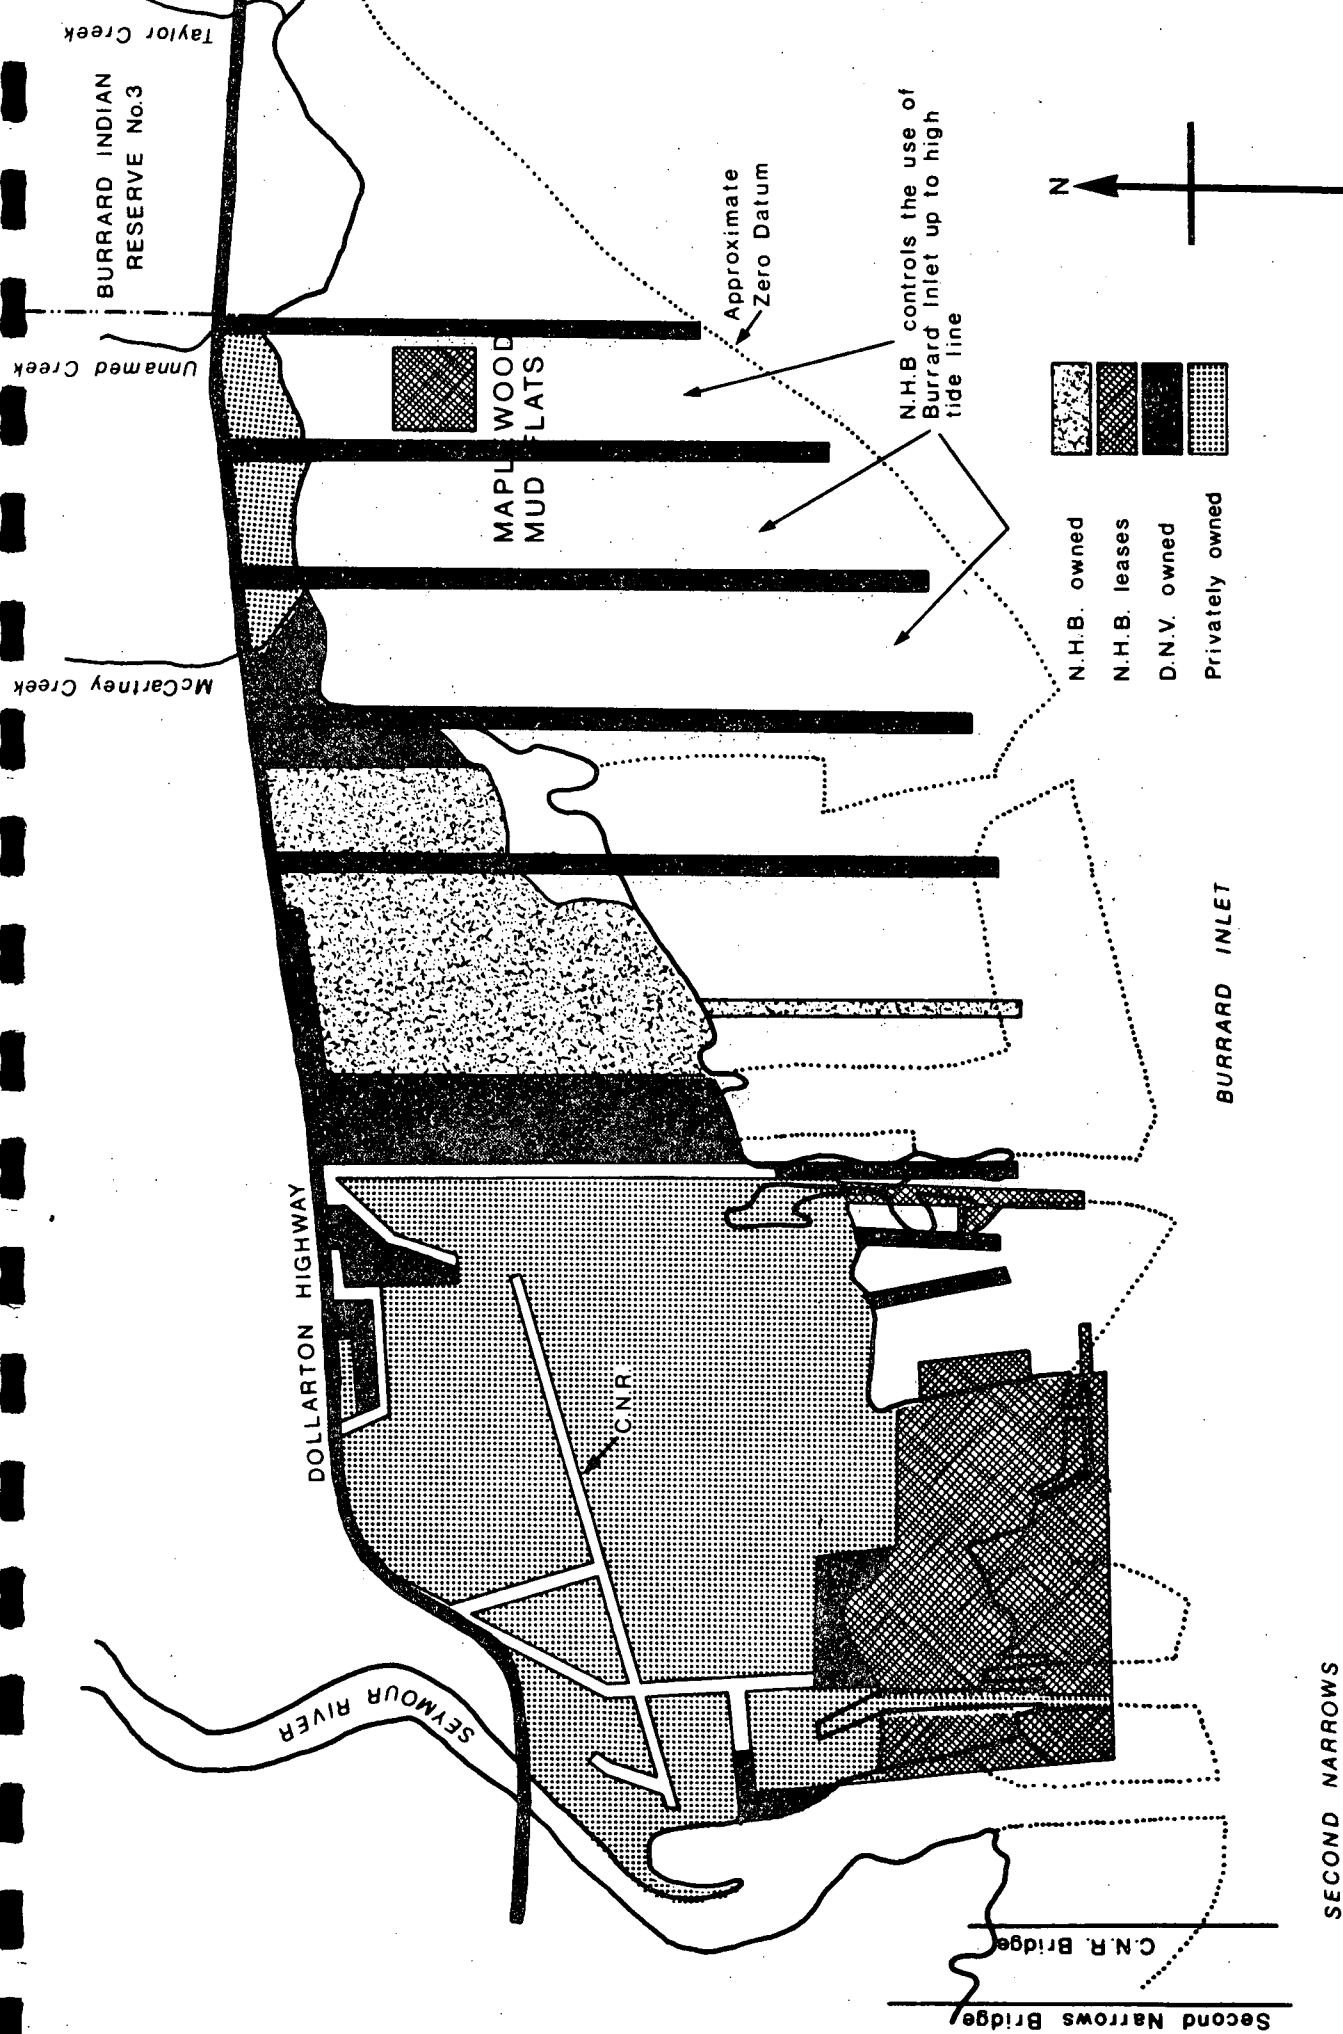 Taylor Creek
BURRARD INDIAN
RESERVE No.3
Unnamed Creek
McCartney Creek
MAPLEWOOD
MUD FLATS
Approximate
Zero Datum
N.H.B controls the use of
Burrard Inlet up to high
tide line
N
DOLLARTON HIGHWAY
C.N.R.
SEYMOUR RIVER
BURRARD INLET
SECOND NARROWS
C.N.R. Bridge
Second Narrows Bridge
N.H.B. owned
N.H.B. leases
D.N.V. owned
Privately owned